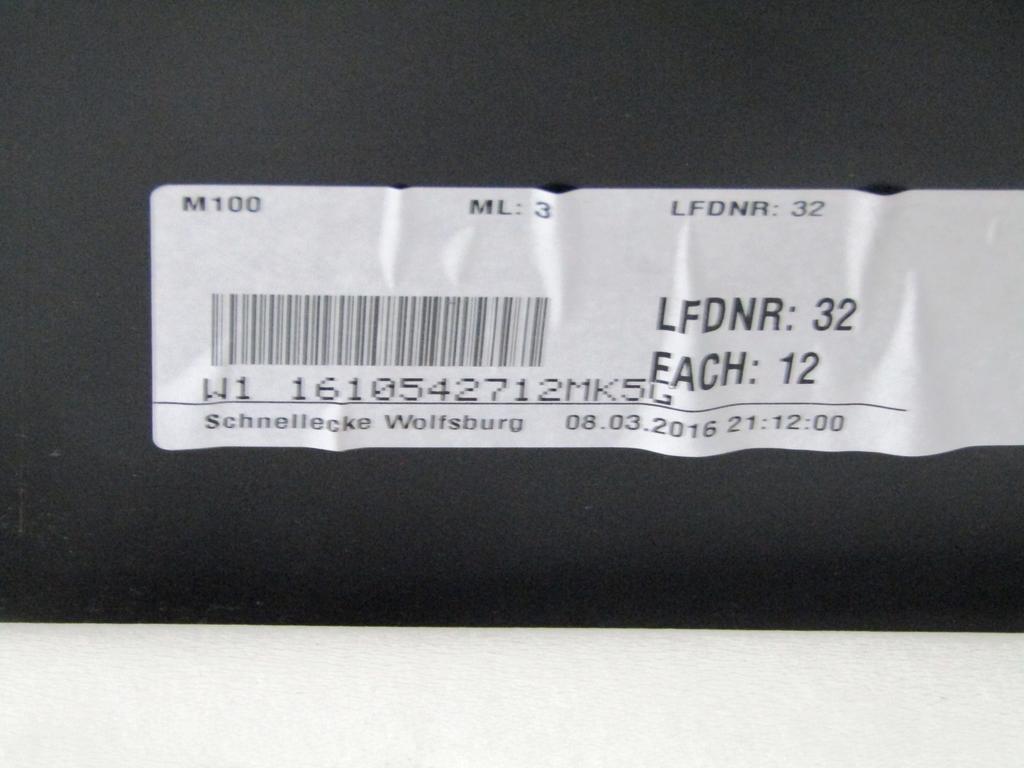 M100 ML: 3 LFDNR: 32
LFDNR: 32
EACH: 12
W1 1610542712MK5G
Schnellecke Wolfsburg 08.03.2016 21:12:00